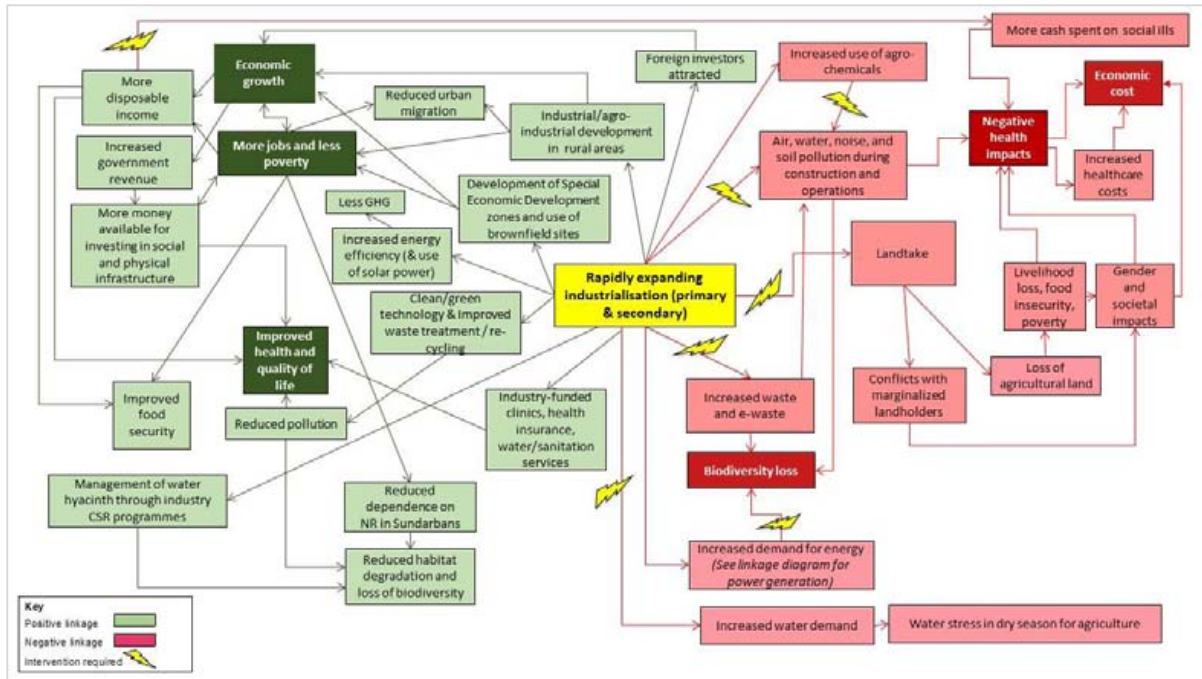 More cash spent on social ills
Economic
growth
Foreign investors
attracted
Increased use of agro-
chemicals
Economic
cost
More
disposable
income
Reduced urban
migration
Industrial/agro-
industrial development
in rural areas
Negative
health
impacts
More jobs and less
poverty
Air, water, noise, and
soil pollution during
construction and
operations
Increased
government
revenue
Increased
healthcare
costs
Development of Special
Economic Development
zones and use of
brownfield sites
Less GHG
More money
available for
investing in social
and physical
infrastructure
Increased energy
efficiency (& use
of solar power)
Landtake
Rapidly expanding
industrialisation (primary
& secondary)
Livelihood
loss, food
insecurity,
poverty
Gender
and
societal
impacts
Clean/green
technology & improved
waste treatment / re-
cycling
Improved
health and
quality of
life
Loss of
agricultural land
Conflicts with
marginalized
landholders
Improved
food
security
Reduced pollution
Industry-funded
clinics, health
insurance,
water/sanitation
services
Increased waste
and e-waste
Biodiversity loss
Management of water
hyacinth through industry
CSR programmes
Reduced
dependence on
NR in Sundarbans
Reduced habitat
degradation and
loss of biodiversity
Increased demand for energy
(See linkage diagram for
power generation)
Increased water demand
Water stress in dry season for agriculture
Key
Positive linkage
Negative linkage
Intervention required